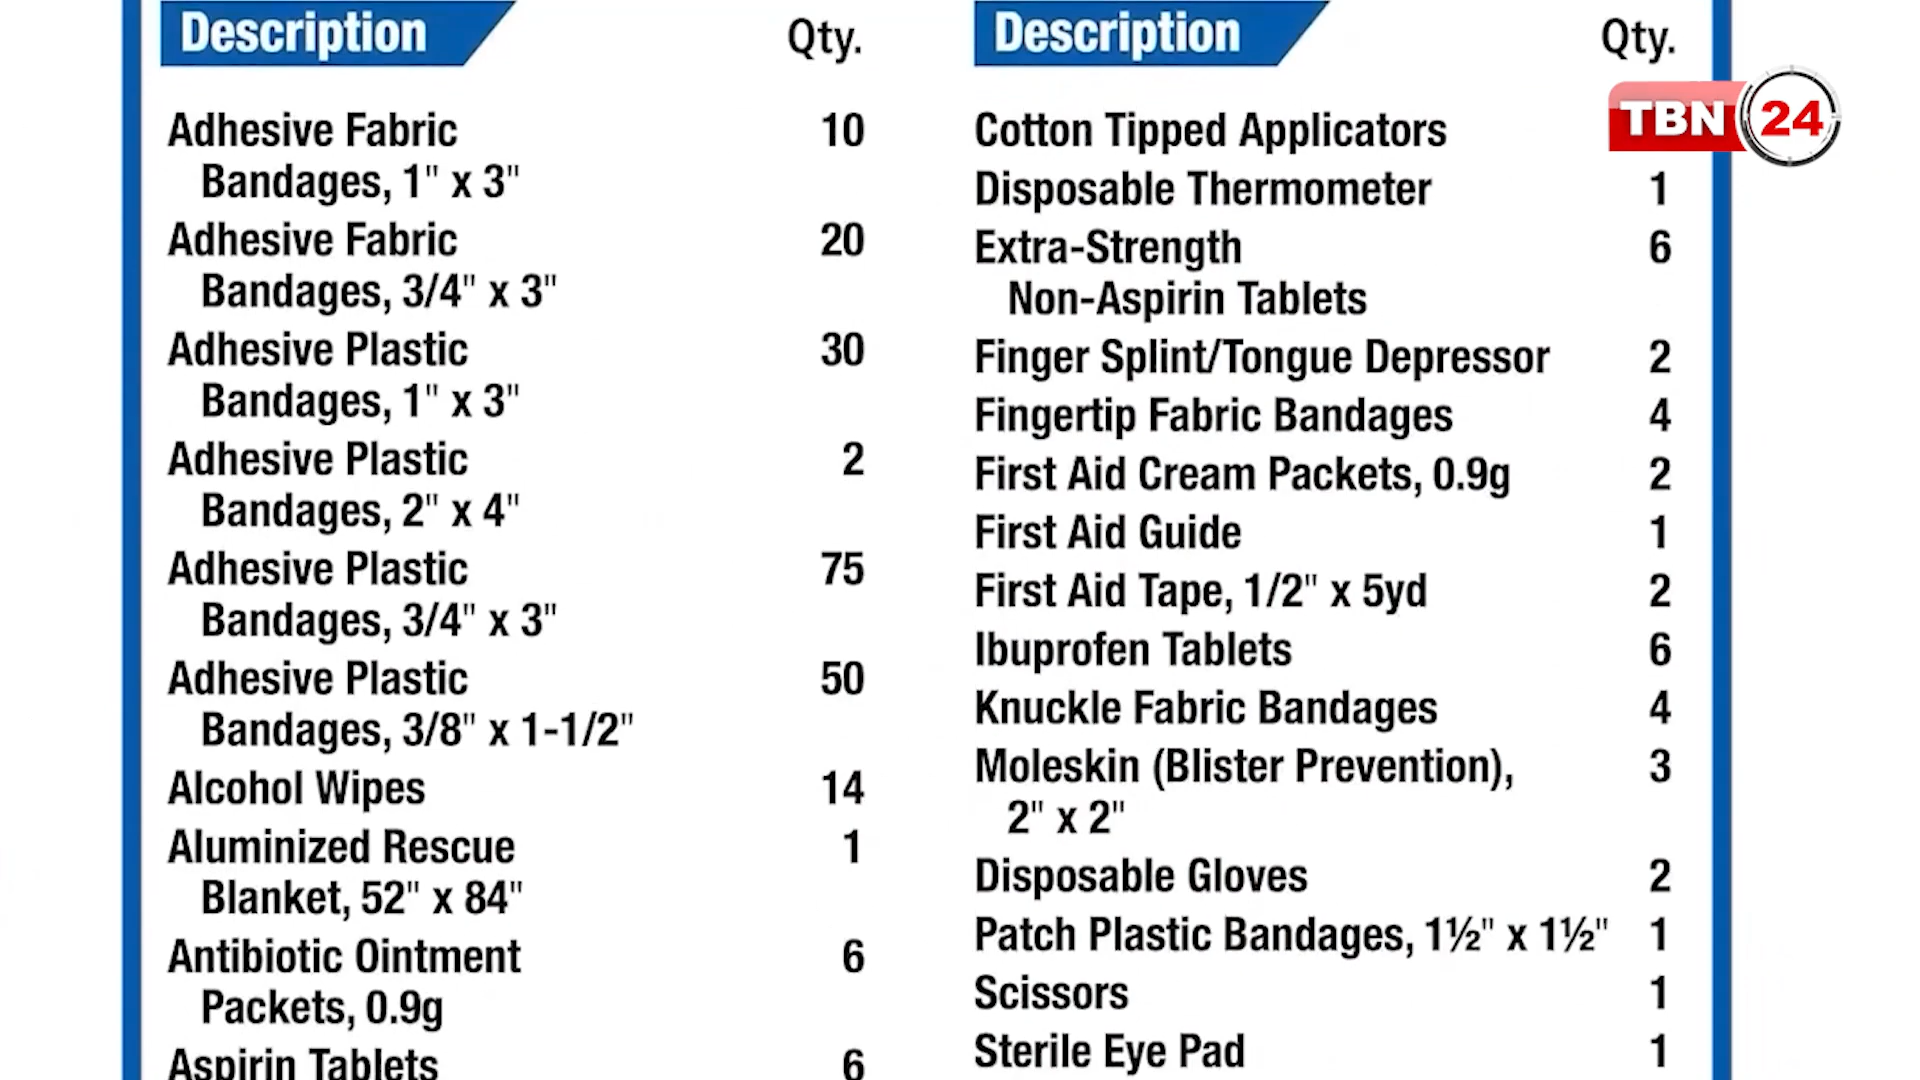 Description Qty.
Adhesive Fabric 10
Bandages, 1" x 3"
Adhesive Fabric 20
Bandages, 3/4" x 3"
Adhesive Plastic 30
Bandages, 1" x 3"
Adhesive Plastic 2
Bandages, 2" x 4"
Adhesive Plastic 75
Bandages, 3/4" x 3"
Adhesive Plastic 50
Bandages, 3/8" x 1-1/2"
Alcohol Wipes 14
Aluminized Rescue 1
Blanket, 52" x 84"
Antibiotic Ointment 6
Packets, 0.9g
Aspirin Tablets 6
Description Qty.
Cotton Tipped Applicators
Disposable Thermometer 1
Extra-Strength 6
Non-Aspirin Tablets
Finger Splint/Tongue Depressor 2
Fingertip Fabric Bandages 4
First Aid Cream Packets, 0.9g 2
First Aid Guide 1
First Aid Tape, 1/2" x 5yd 2
Ibuprofen Tablets 6
Knuckle Fabric Bandages 4
Moleskin (Blister Prevention), 3
2" x 2"
Disposable Gloves 2
Patch Plastic Bandages, 1½" x 1½" 1
Scissors 1
Sterile Eye Pad 1
TBN 24